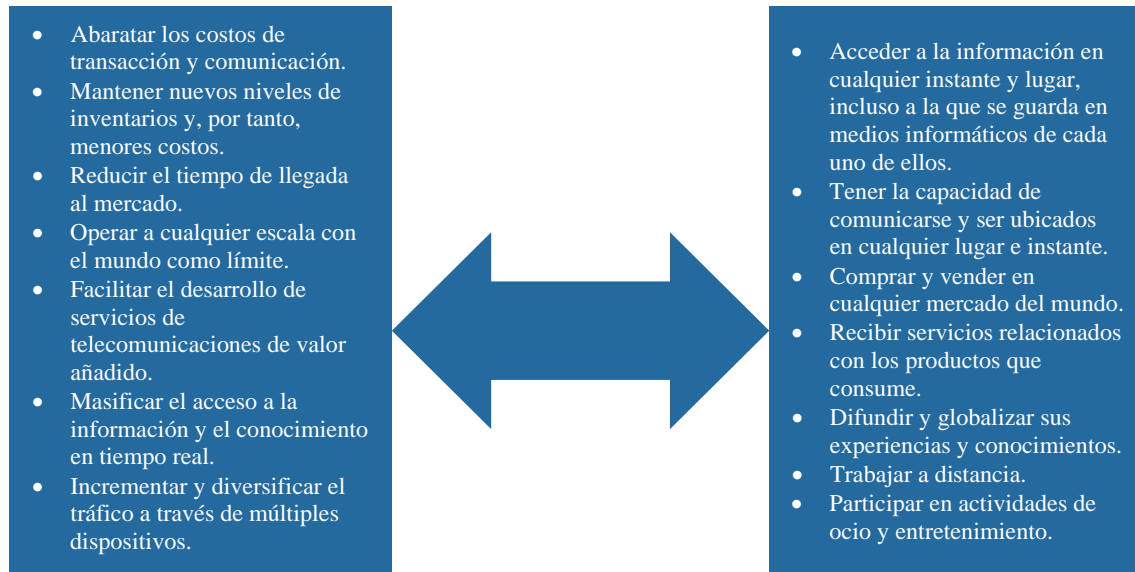 • Abaratar los costos de
transacción y comunicación.
• Mantener nuevos niveles de
inventarios y, por tanto,
menores costos.
• Reducir el tiempo de llegada
al mercado.
• Operar a cualquier escala con
el mundo como límite.
• Facilitar el desarrollo de
servicios de
telecomunicaciones de valor
añadido.
• Masificar el acceso a la
información y el conocimiento
en tiempo real.
• Incrementar y diversificar el
tráfico a través de múltiples
dispositivos.
• Acceder a la información en
cualquier instante y lugar,
incluso a la que se guarda en
medios informáticos de cada
uno de ellos.
• Tener la capacidad de
comunicarse y ser ubicados
en cualquier lugar e instante.
• Comprar y vender en
cualquier mercado del mundo.
• Recibir servicios relacionados
con los productos que
consume.
• Difundir y globalizar sus
experiencias y conocimientos.
• Trabajar a distancia.
• Participar en actividades de
ocio y entretenimiento.